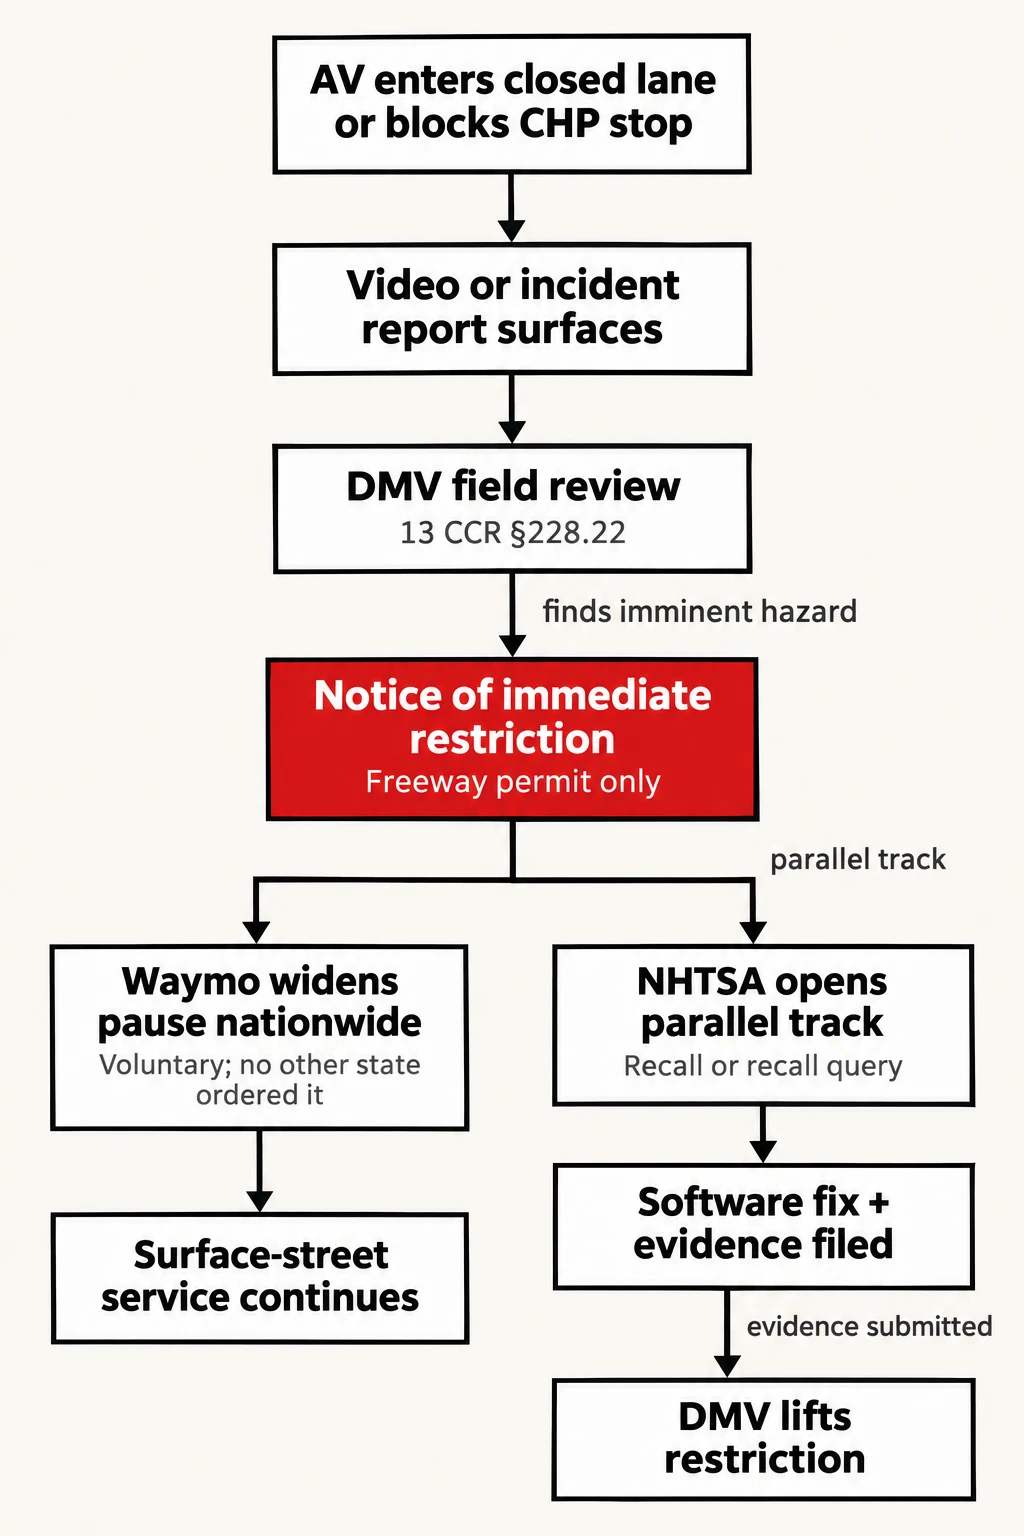 AV enters closed lane
or blocks CHP stop
Video or incident
report surfaces
DMV field review
13 CCR §228.22
finds imminent hazard
Notice of immediate
restriction
Freeway permit only
parallel track
Waymo widens
pause nationwide
Voluntary; no other state
ordered it
Surface-street
service continues
NHTSA opens
parallel track
Recall or recall query
Software fix +
evidence filed
evidence submitted
DMV lifts
restriction